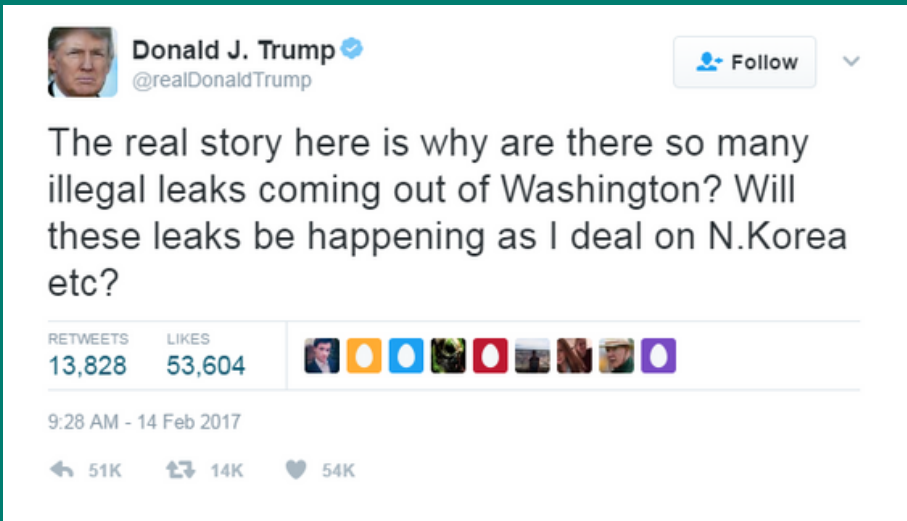 Donald J. Trump
@realDonaldTrump
Follow
The real story here is why are there so many
illegal leaks coming out of Washington? Will
these leaks be happening as I deal on N.Korea
etc?
RETWEETS LIKES
13,828 53,604
9:28 AM - 14 Feb 2017
51K 14K 54K